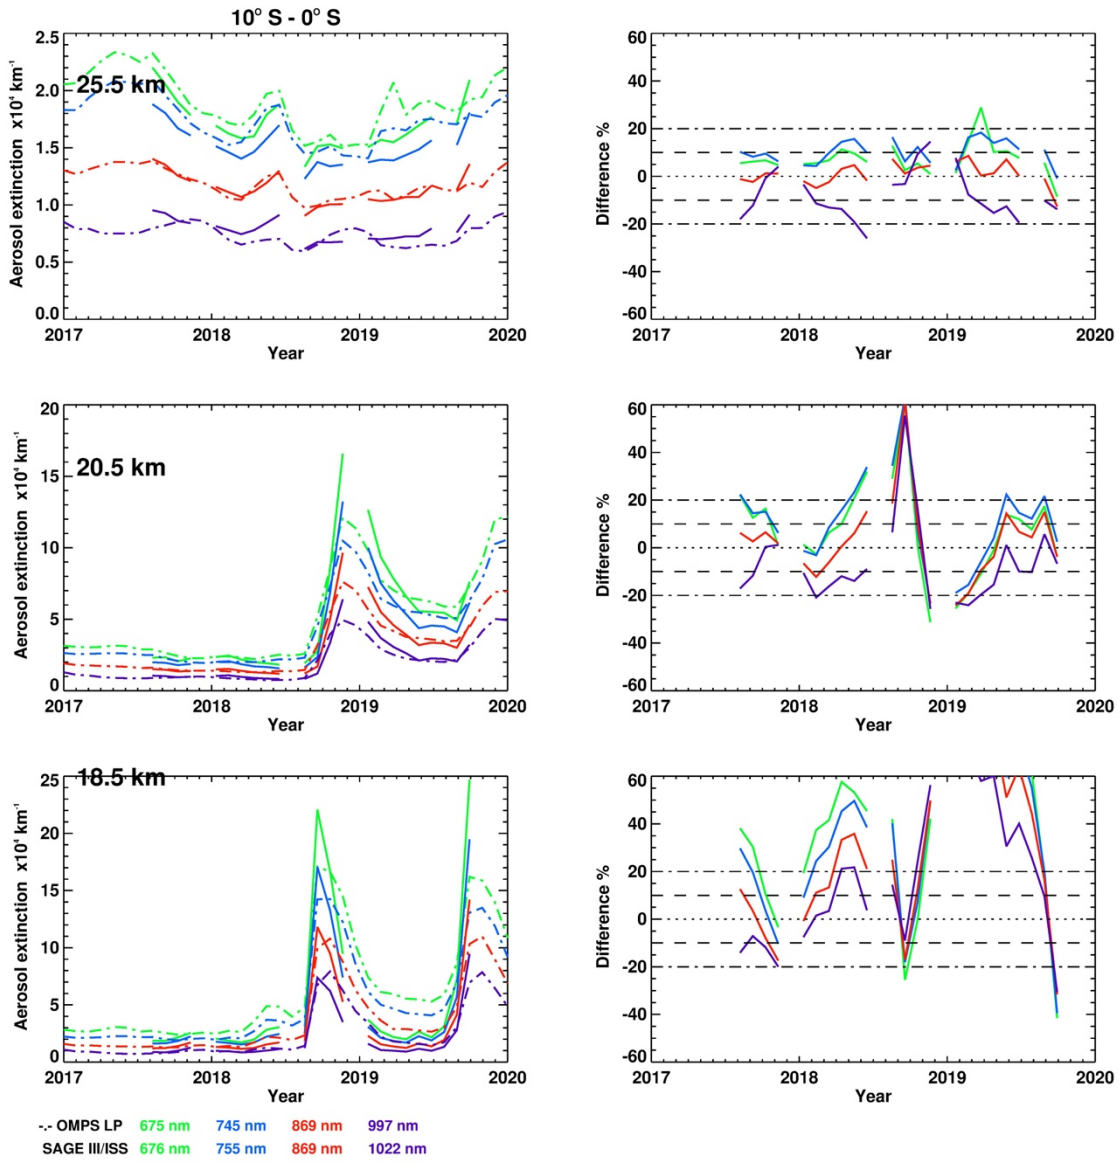 10° S - 0° S
25.5 km
Aerosol extinction x10⁴ km⁻¹
2.5
2.0
1.5
1.0
0.5
0.0
2017 2018 2019 2020
Year
Difference %
60
40
20
0
-20
-40
-60
2017 2018 2019 2020
Year
20.5 km
Aerosol extinction x10⁴ km⁻¹
20
15
10
5
0
2017 2018 2019 2020
Year
Difference %
60
40
20
0
-20
-40
-60
2017 2018 2019 2020
Year
18.5 km
Aerosol extinction x10⁴ km⁻¹
25
20
15
10
5
0
2017 2018 2019 2020
Year
Difference %
60
40
20
0
-20
-40
-60
2017 2018 2019 2020
Year
-.- OMPS LP 675 nm 745 nm 869 nm 997 nm
SAGE III/ISS 676 nm 755 nm 869 nm 1022 nm